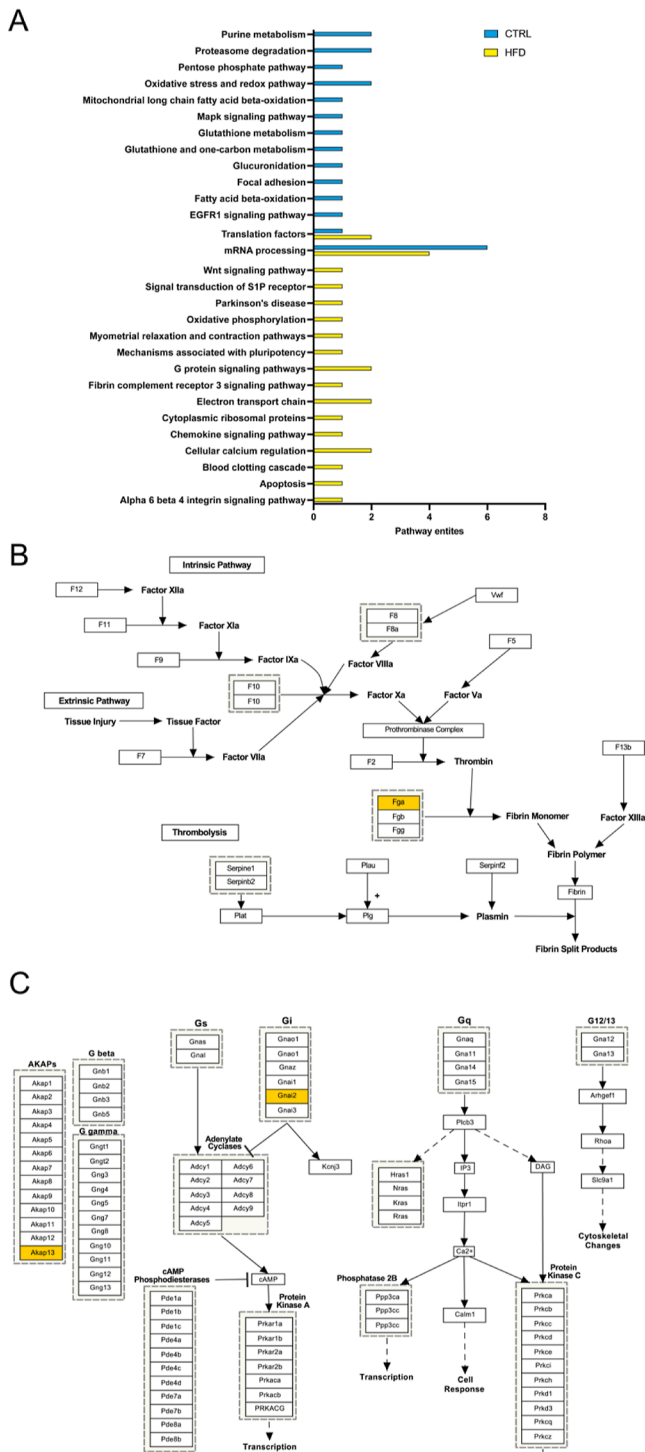 A
CTRL
HFD
Purine metabolism
Proteasome degradation
Pentose phosphate pathway
Oxidative stress and redox pathway
Mitochondrial long chain fatty acid beta-oxidation
Mapk signaling pathway
Glutathione metabolism
Glutathione and one-carbon metabolism
Glucuronidation
Focal adhesion
Fatty acid beta-oxidation
EGFR1 signaling pathway
Translation factors
mRNA processing
Wnt signaling pathway
Signal transduction of S1P receptor
Parkinson's disease
Oxidative phosphorylation
Myometrial relaxation and contraction pathways
Mechanisms associated with pluripotency
G protein signaling pathways
Fibrin complement receptor 3 signaling pathway
Electron transport chain
Cytoplasmic ribosomal proteins
Chemokine signaling pathway
Cellular calcium regulation
Blood clotting cascade
Apoptosis
Alpha 6 beta 4 integrin signaling pathway
0 2 4 6 8
Pathway entites
B
Intrinsic Pathway
F12
Factor XIIa
F11
Factor XIa
F9
Factor IXa
F8
F8a
Vwf
F5
Factor VIIIa
F10
F10
Factor Xa
Factor Va
Extrinsic Pathway
Tissue Injury
Tissue Factor
F7
Factor VIIa
Prothrombinase Complex
F2
Thrombin
F13b
Fga
Fgb
Fgg
Fibrin Monomer
Factor XIIIa
Thrombolysis
Fibrin Polymer
Serpine1
Serpinb2
Plau
Serpinf2
Fibrin
+
Plat
Plg
Plasmin
Fibrin Split Products
C
AKAPs
Akap1
Akap2
Akap3
Akap4
Akap5
Akap6
Akap7
Akap8
Akap9
Akap10
Akap11
Akap12
Akap13
G beta
Gnb1
Gnb2
Gnb3
Gnb5
G gamma
Gngt1
Gngt2
Gng3
Gng4
Gng5
Gng7
Gng8
Gng10
Gng11
Gng12
Gng13
Gs
Gnas
Gnal
Gi
Gnao1
Gnao1
Gnaz
Gnai1
Gnai2
Gnai3
Adenylate
Cyclases
Adcy1 Adcy6
Adcy2 Adcy7
Adcy3 Adcy8
Adcy4 Adcy9
Adcy5
Kcnj3
cAMP
Phosphodiesterases
cAMP
Pde1a
Pde1b
Pde1c
Pde4a
Pde4b
Pde4c
Pde4d
Pde7a
Pde7b
Pde8a
Pde8b
Protein
Kinase A
Prkar1a
Prkar1b
Prkar2a
Prkar2b
Prkaca
Prkacb
PRKACG
Transcription
Gq
Gnaq
Gna11
Gna14
Gna15
Plcb3
Hras1
Nras
Kras
Rras
IP3
DAG
Itpr1
Ca2+
Phosphatase 2B
Ppp3ca
Ppp3cc
Ppp3cc
Transcription
Calm1
Cell
Response
Protein
Kinase C
Prkca
Prkcb
Prkcc
Prkcd
Prkce
Prkci
Prkch
Prkd1
Prkd3
Prkcq
Prkcz
G12/13
Gna12
Gna13
Arhgef1
Rhoa
Slc9a1
Cytoskeletal
Changes